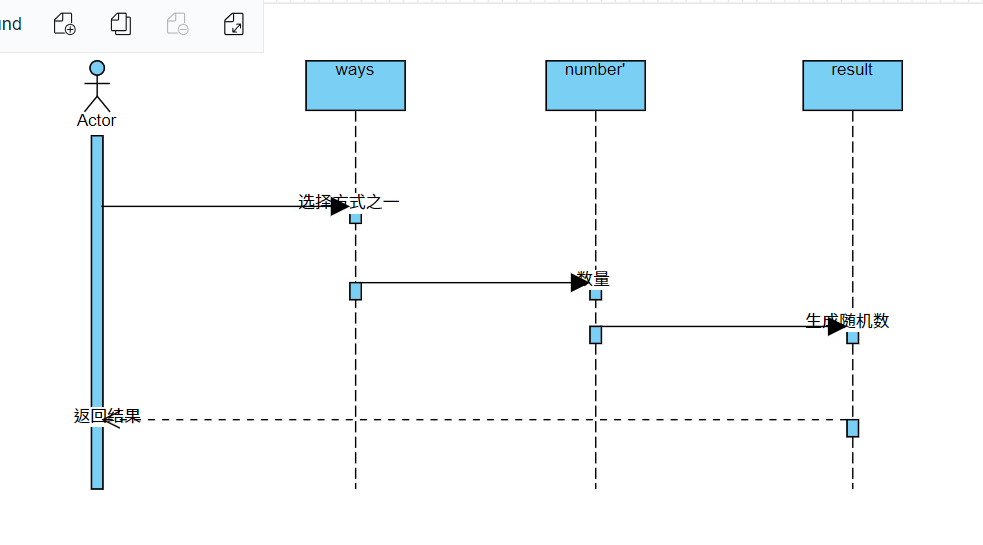 und
ways
number'
result
Actor
选择方式之一
数量
生成随机数
返回结果